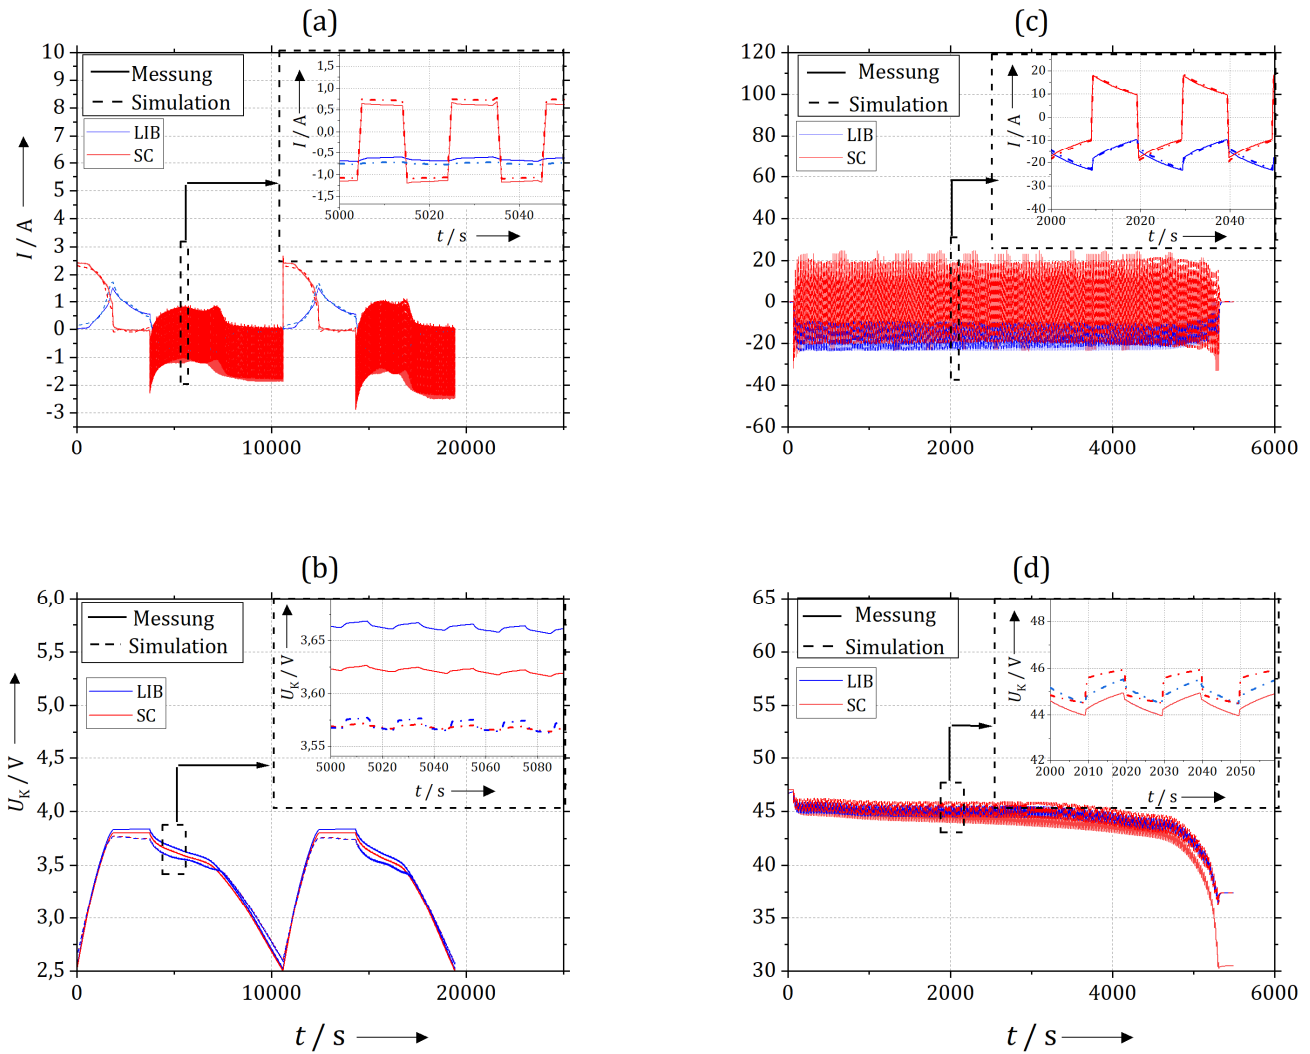 (a)
10
9
8
7
6
5
4
3
2
1
0
-1
-2
-3
I / A
Messung
Simulation
LIB
SC
1,5
1,0
0,5
0,0
-0,5
-1,0
-1,5
I / A
5000
5020
5040
t / s
0
10000
20000
(c)
120
100
80
60
40
20
0
-20
-40
-60
Messung
Simulation
LIB
SC
20
10
0
-10
-20
-30
-40
I / A
2000
2020
2040
t / s
0
2000
4000
6000
(b)
6,0
5,5
5,0
4,5
4,0
3,5
3,0
2,5
U_K / V
Messung
Simulation
LIB
SC
3,65
3,60
3,55
U_K / V
5000
5020
5040
5060
5080
t / s
0
10000
20000
t / s
(d)
65
60
55
50
45
40
35
30
Messung
Simulation
LIB
SC
48
46
44
42
U_K / V
2000
2010
2020
2030
2040
2050
t / s
0
2000
4000
6000
t / s